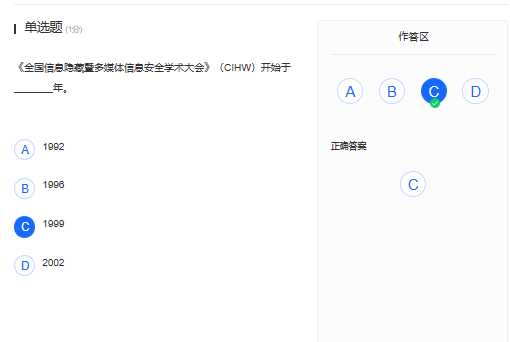 单选题 (1分)
《全国信息隐藏暨多媒体信息安全学术大会》（CIHW）开始于
________年。
A 1992
B 1996
C 1999
D 2002
作答区
A B C D
正确答案
C